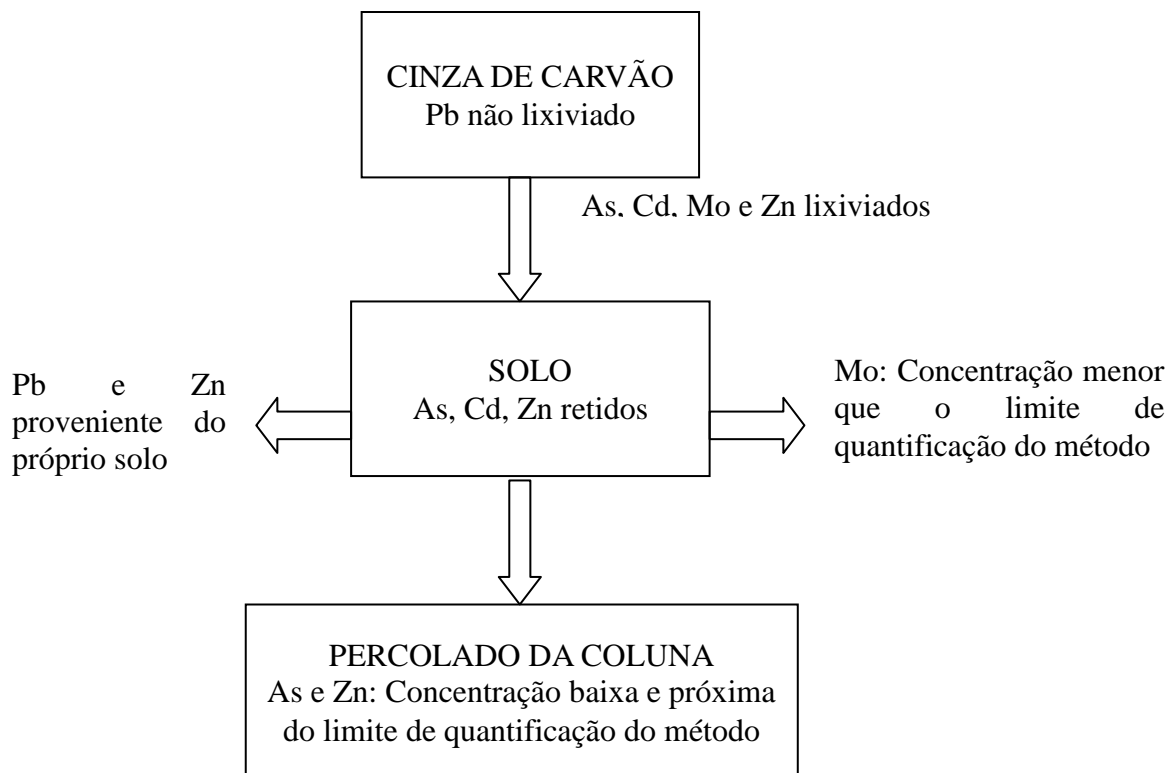 CINZA DE CARVÃO
Pb não lixiviado
As, Cd, Mo e Zn lixiviados
SOLO
As, Cd, Zn retidos
Pb e Zn
proveniente do
próprio solo
Mo: Concentração menor
que o limite de
quantificação do método
PERCOLADO DA COLUNA
As e Zn: Concentração baixa e próxima
do limite de quantificação do método